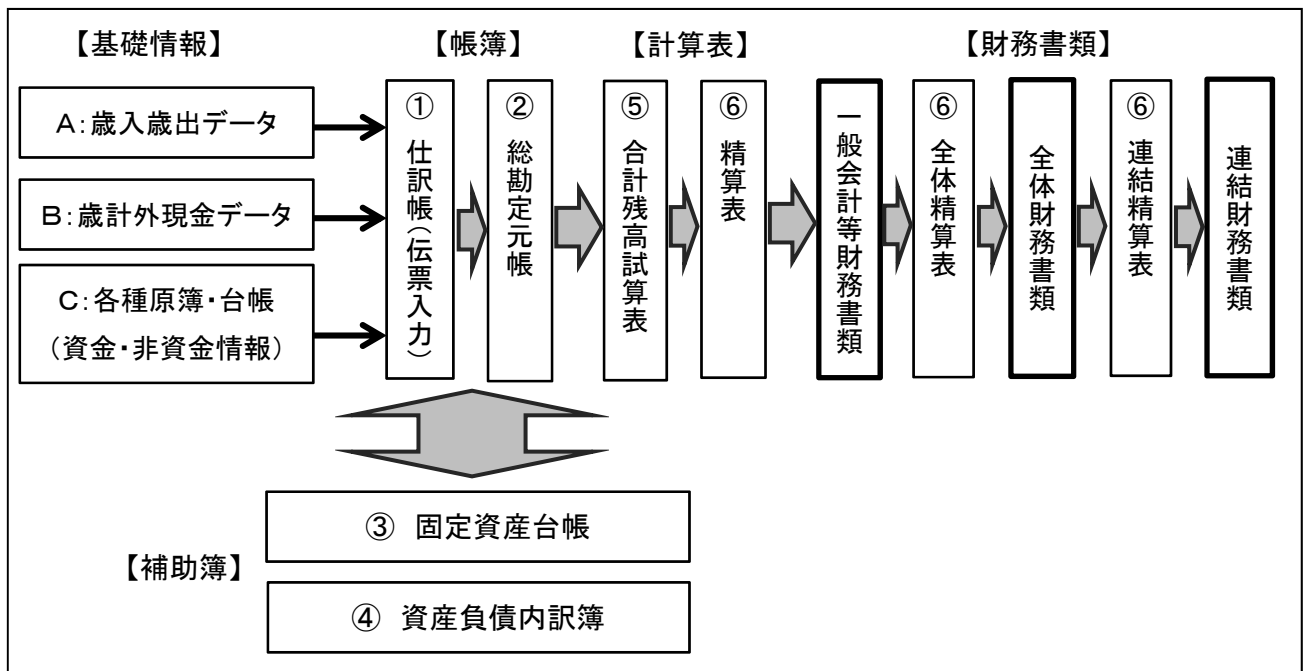 【基礎情報】
【帳簿】
【計算表】
【財務書類】
A:歳入歳出データ
B:歳計外現金データ
C:各種原簿・台帳
(資金・非資金情報)
① 仕訳帳(伝票入力)
② 総勘定元帳
⑤ 合計残高試算表
⑥ 精算表
一般会計等財務書類
⑥ 全体精算表
全体財務書類
⑥ 連結精算表
連結財務書類
【補助簿】
③ 固定資産台帳
④ 資産負債内訳簿